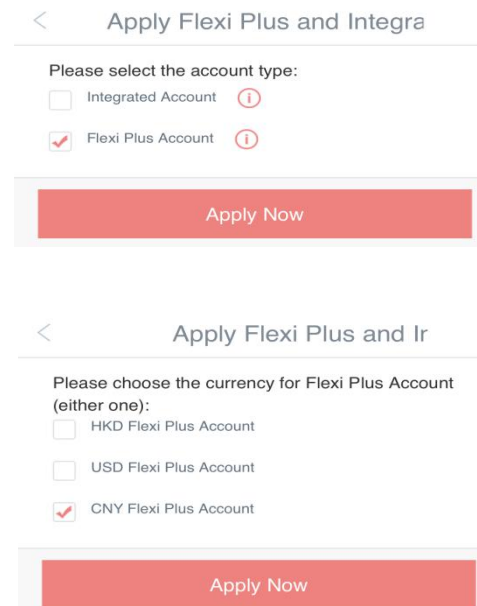 Apply Flexi Plus and Integra
Please select the account type:
Integrated Account
Flexi Plus Account
Apply Now
Apply Flexi Plus and Ir
Please choose the currency for Flexi Plus Account
(either one):
HKD Flexi Plus Account
USD Flexi Plus Account
CNY Flexi Plus Account
Apply Now